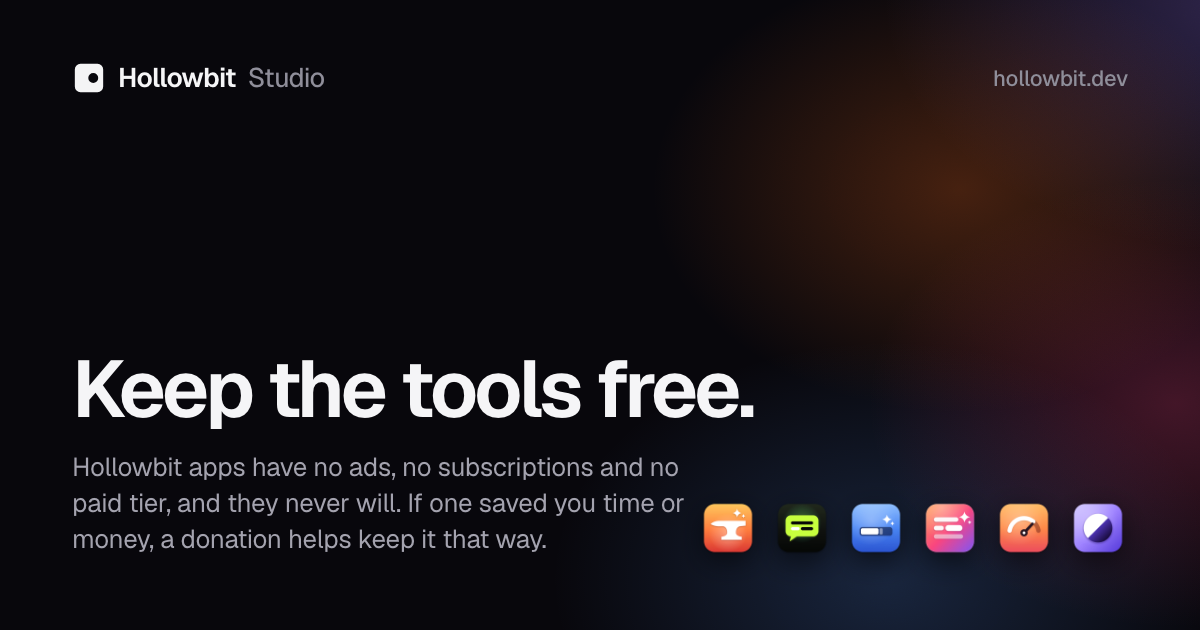 Hollowbit Studio
hollowbit.dev
Keep the tools free.
Hollowbit apps have no ads, no subscriptions and no
paid tier, and they never will. If one saved you time or
money, a donation helps keep it that way.